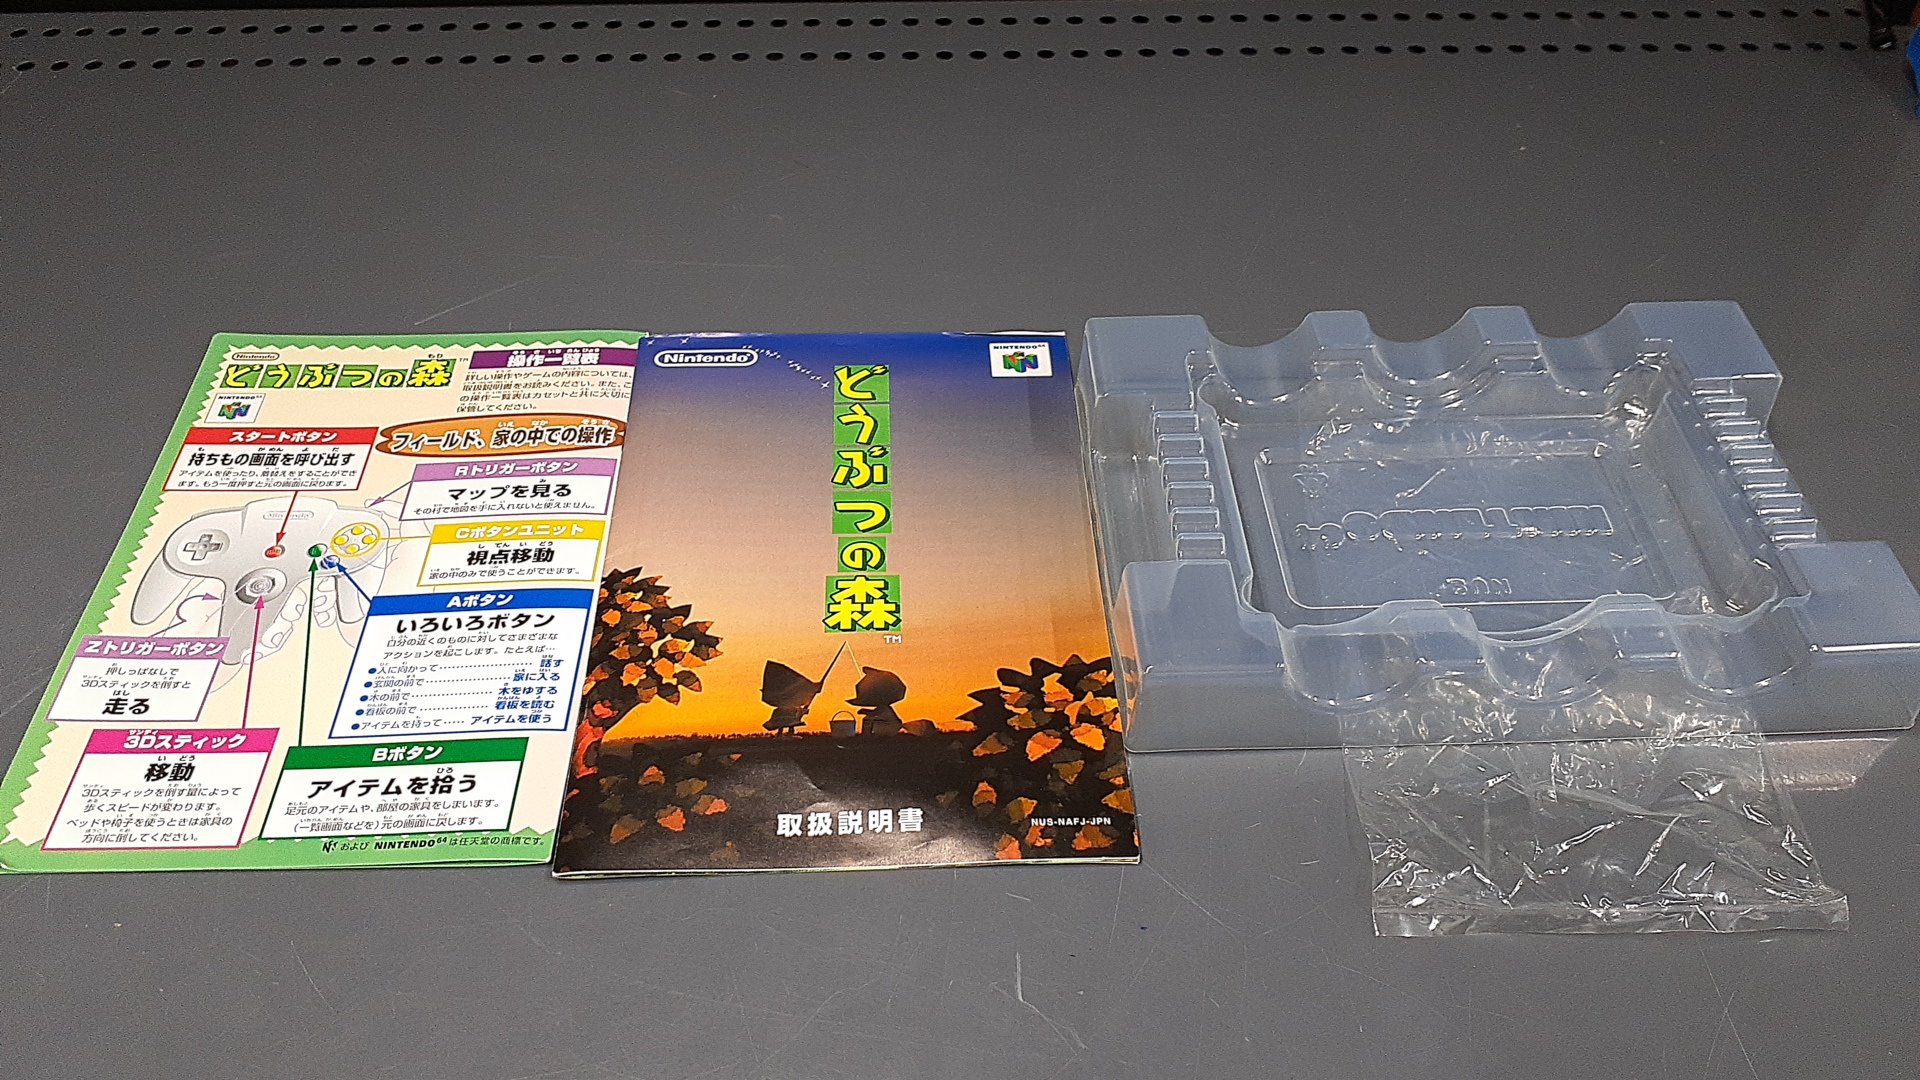 Nintendo
どうぶつの森™
操作一覧表
詳しい操作やゲームの内容については、
取扱説明書をお読みください。また、こ
の操作一覧表はカセットと共に大切に
保管してください。
NINTENDO64
フィールド、家の中での操作
スタートボタン
持ちもの画面を呼び出す
アイテムを使ったり、着替えをすることができ
ます。もう一度押すと元の画面に戻ります。
Rトリガーボタン
マップを見る
その村で地図を手に入れないと使えません。
Cボタンユニット
視点移動
家の中のみで使うことができます。
Aボタン
いろいろボタン
自分の近くのものに対してさまざまな
アクションを起こします。たとえば…
●人に向かって……………… 話す
●玄関の前で……………… 家に入る
●木の前で……………… 木をゆする
●看板の前で…………… 看板を読む
●アイテムを持って…… アイテムを使う
Zトリガーボタン
押しっぱなしで
3Dスティックを倒すと
走る
3Dスティック
移動
3Dスティックを倒す量によって
歩くスピードが変わります。
ベッドや椅子を使うときは家具の
方向に倒してください。
Bボタン
アイテムを拾う
足元のアイテムや、部屋の家具をしまいます。
(一覧画面などを)元の画面に戻します。
および NINTENDO64は任天堂の商標です。
Nintendo
NINTENDO64
どうぶつの森™
取扱説明書
NUS-NAFJ-JPN